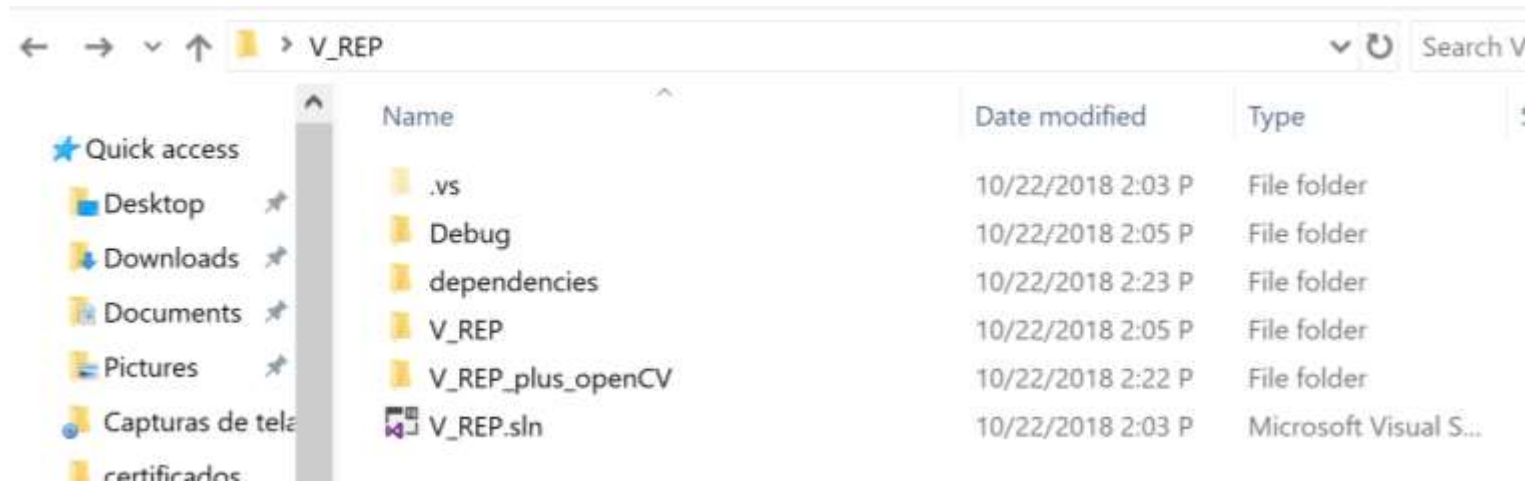 V_REP
Search V
Name Date modified Type
Quick access
.vs 10/22/2018 2:03 P File folder
Desktop
Debug 10/22/2018 2:05 P File folder
Downloads
dependencies 10/22/2018 2:23 P File folder
Documents
V_REP 10/22/2018 2:05 P File folder
Pictures
V_REP_plus_openCV 10/22/2018 2:22 P File folder
Capturas de tela
V_REP.sln 10/22/2018 2:03 P Microsoft Visual S...
certificados